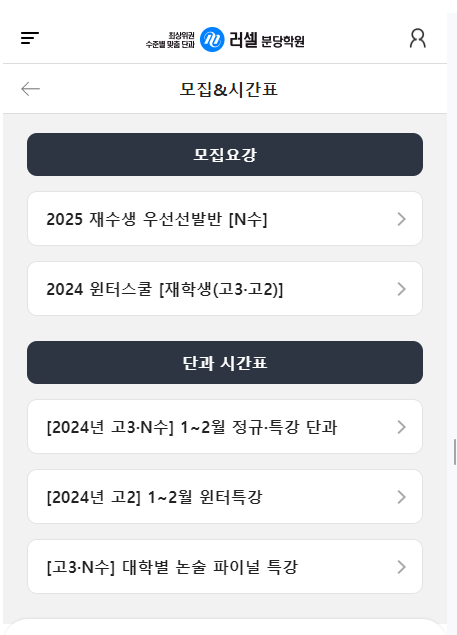 최상위권
수준별 맞춤 단과
러셀 분당학원
모집&시간표
모집요강
2025 재수생 우선선발반 [N수]
2024 윈터스쿨 [재학생(고3·고2)]
단과 시간표
[2024년 고3·N수] 1~2월 정규·특강 단과
[2024년 고2] 1~2월 윈터특강
[고3·N수] 대학별 논술 파이널 특강